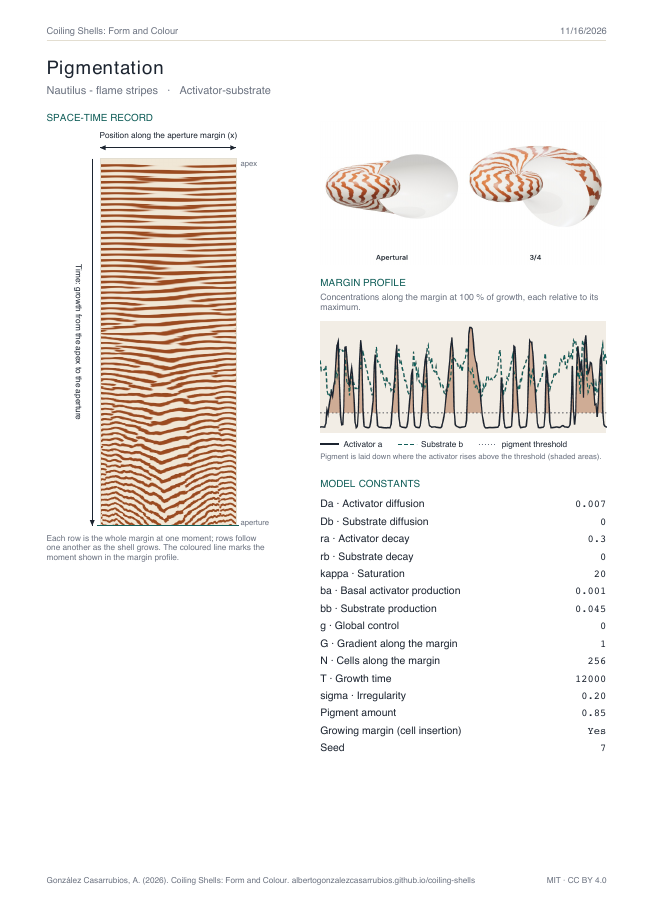 Coiling Shells: Form and Colour
11/16/2026
Pigmentation
Nautilus - flame stripes · Activator-substrate
SPACE-TIME RECORD
Position along the aperture margin (x)
apex
Time: growth from the apex to the aperture
aperture
Each row is the whole margin at one moment; rows follow
one another as the shell grows. The coloured line marks the
moment shown in the margin profile.
Apertural
3/4
MARGIN PROFILE
Concentrations along the margin at 100 % of growth, each relative to its
maximum.
Activator a
Substrate b
pigment threshold
Pigment is laid down where the activator rises above the threshold (shaded areas).
MODEL CONSTANTS
Da · Activator diffusion 0.007
Db · Substrate diffusion 0
ra · Activator decay 0.3
rb · Substrate decay 0
kappa · Saturation 20
ba · Basal activator production 0.001
bb · Substrate production 0.045
g · Global control 0
G · Gradient along the margin 1
N · Cells along the margin 256
T · Growth time 12000
sigma · Irregularity 0.20
Pigment amount 0.85
Growing margin (cell insertion) Yes
Seed 7
González Casarrubios, A. (2026). Coiling Shells: Form and Colour. albertogonzalezcasarrubios.github.io/coiling-shells
MIT · CC BY 4.0